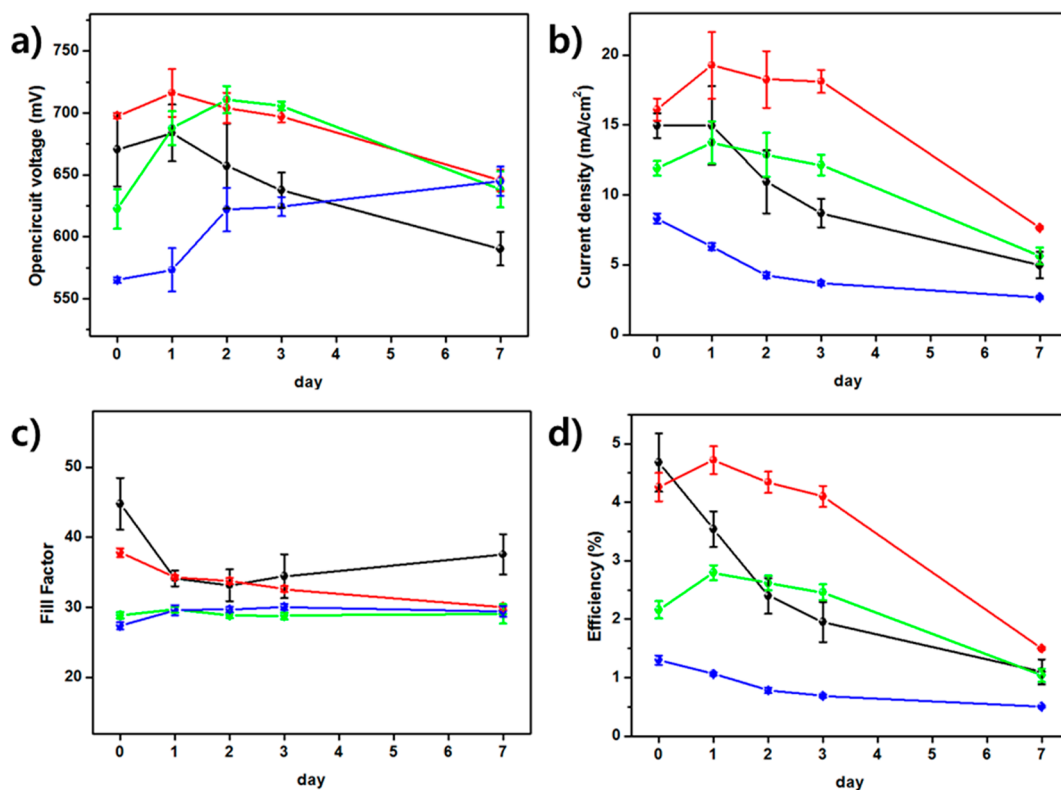 a)
Opencircuit voltage (mV)
750
700
650
600
550
0 1 2 3 4 5 6 7
day
b)
Current density (mA/cm²)
20
15
10
5
0
0 1 2 3 4 5 6 7
day
c)
Fill Factor
50
40
30
20
0 1 2 3 4 5 6 7
day
d)
Efficiency (%)
5
4
3
2
1
0
0 1 2 3 4 5 6 7
day